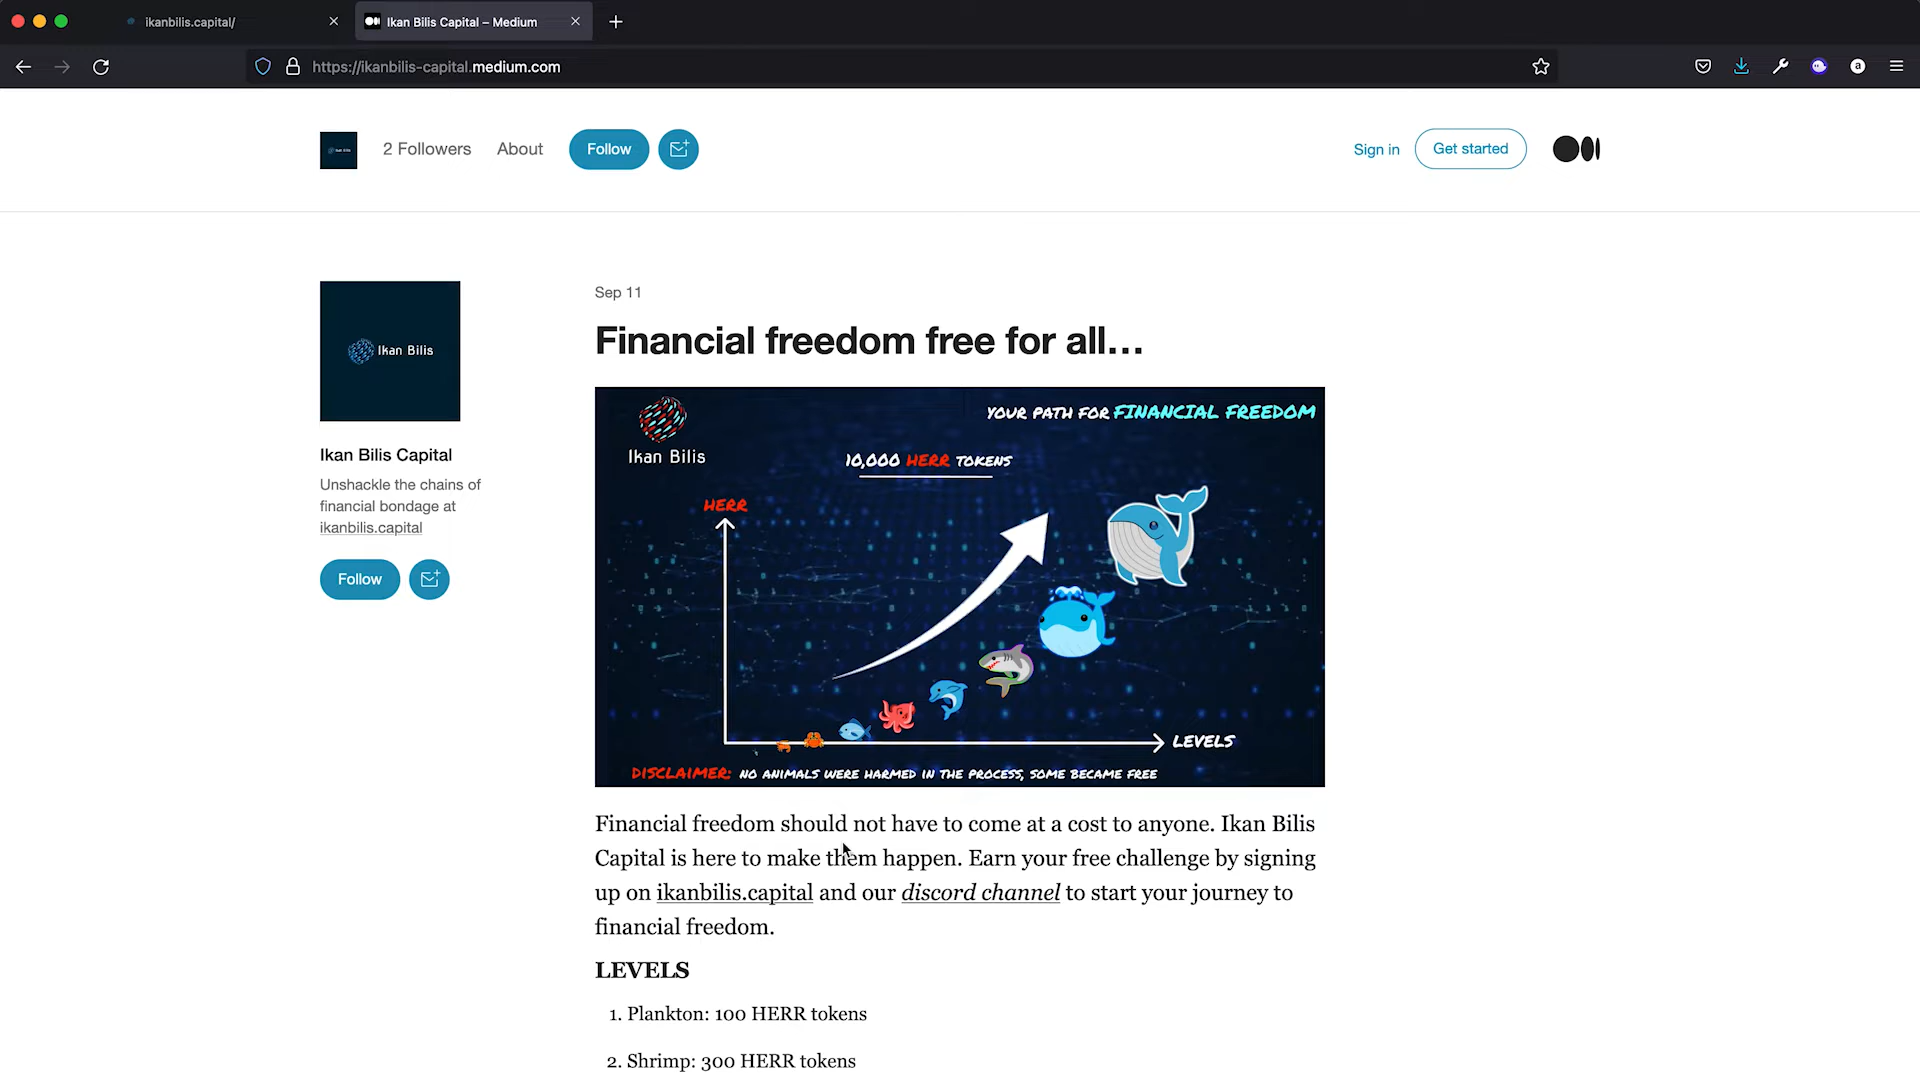 ikanbilis.capital/
Ikan Bilis Capital – Medium
https://ikanbilis-capital.medium.com
2 Followers
About
Follow
Sign in
Get started
Ikan Bilis
Ikan Bilis Capital
Unshackle the chains of
financial bondage at
ikanbilis.capital
Follow
Sep 11
Financial freedom free for all…
Ikan Bilis
YOUR PATH FOR FINANCIAL FREEDOM
10,000 HERR TOKENS
HERR
LEVELS
DISCLAIMER: NO ANIMALS WERE HARMED IN THE PROCESS, SOME BECAME FREE
Financial freedom should not have to come at a cost to anyone. Ikan Bilis
Capital is here to make them happen. Earn your free challenge by signing
up on ikanbilis.capital and our discord channel to start your journey to
financial freedom.
LEVELS
1. Plankton: 100 HERR tokens
2. Shrimp: 300 HERR tokens